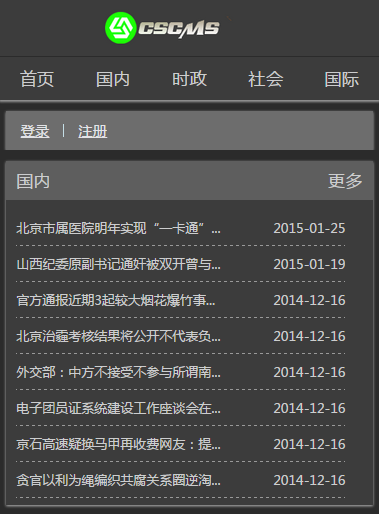 CSCMS
首页 国内 时政 社会 国际
登录 | 注册
国内 更多
北京市属医院明年实现“一卡通”... 2015-01-25
山西纪委原副书记通奸被双开曾与... 2015-01-19
官方通报近期3起较大烟花爆竹事... 2014-12-16
北京治霾考核结果将公开不代表负... 2014-12-16
外交部：中方不接受不参与所谓南... 2014-12-16
电子团员证系统建设工作座谈会在... 2014-12-16
京石高速疑换马甲再收费网友：提... 2014-12-16
贪官以利为绳编织共腐关系圈逆淘... 2014-12-16